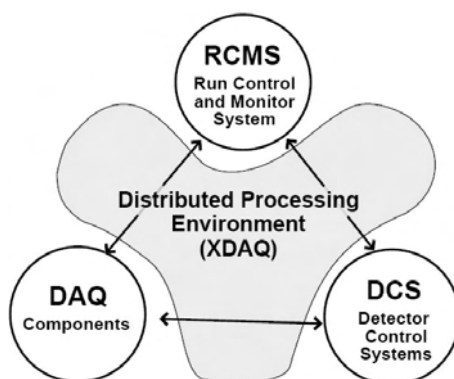 RCMS
Run Control
and Monitor
System
Distributed Processing
Environment
(XDAQ)
DAQ
Components
DCS
Detector
Control
Systems